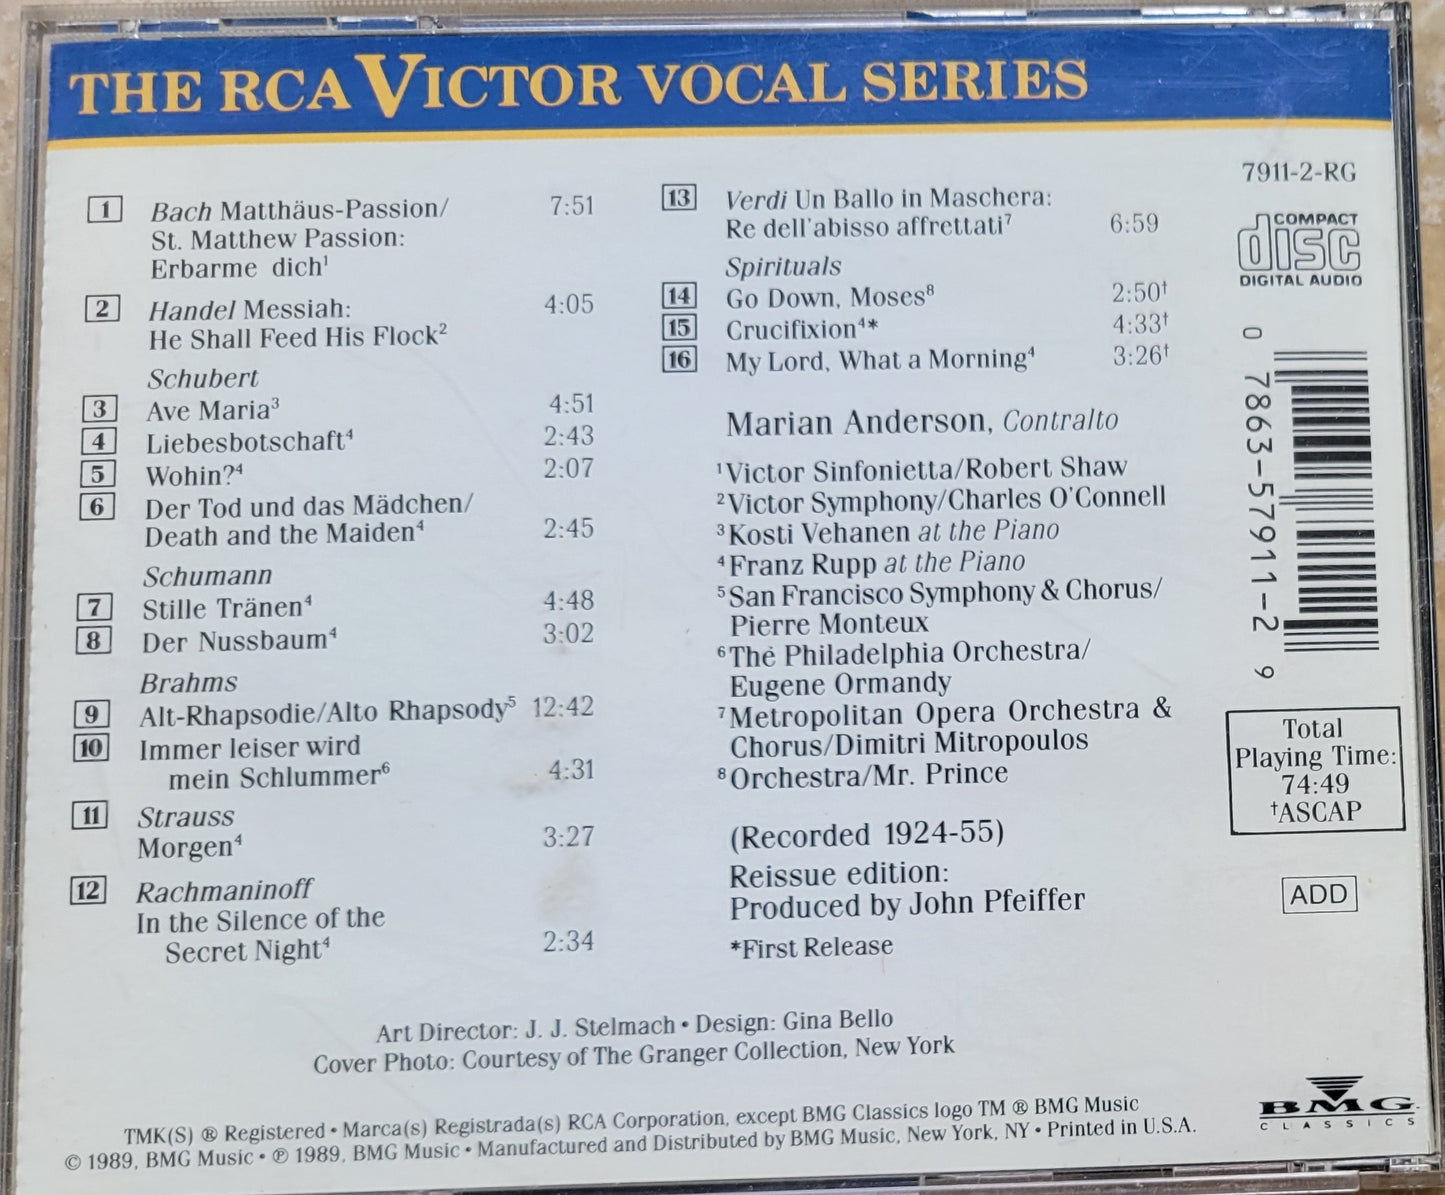 THE RCA VICTOR VOCAL SERIES
1 Bach Matthäus-Passion/ 7:51
St. Matthew Passion:
Erbarme dich¹
2 Handel Messiah: 4:05
He Shall Feed His Flock²
Schubert
3 Ave Maria³ 4:51
4 Liebesbotschaft⁴ 2:43
5 Wohin?⁴ 2:07
6 Der Tod und das Mädchen/
Death and the Maiden⁴ 2:45
Schumann
7 Stille Tränen⁴ 4:48
8 Der Nussbaum⁴ 3:02
Brahms
9 Alt-Rhapsodie/Alto Rhapsody⁵ 12:42
10 Immer leiser wird
mein Schlummer⁶ 4:31
11 Strauss
Morgen⁴ 3:27
12 Rachmaninoff
In the Silence of the
Secret Night⁴ 2:34
13 Verdi Un Ballo in Maschera:
Re dell'abisso affrettati⁷ 6:59
Spirituals
14 Go Down, Moses⁸ 2:50†
15 Crucifixion⁴* 4:33†
16 My Lord, What a Morning⁴ 3:26†
Marian Anderson, Contralto
¹Victor Sinfonietta/Robert Shaw
²Victor Symphony/Charles O'Connell
³Kosti Vehanen at the Piano
⁴Franz Rupp at the Piano
⁵San Francisco Symphony & Chorus/
Pierre Monteux
⁶The Philadelphia Orchestra/
Eugene Ormandy
⁷Metropolitan Opera Orchestra &
Chorus/Dimitri Mitropoulos
⁸Orchestra/Mr. Prince
(Recorded 1924-55)
Reissue edition:
Produced by John Pfeiffer
*First Release
7911-2-RG
COMPACT
disc
DIGITAL AUDIO
0 7863-57911-2 9
Total
Playing Time:
74:49
†ASCAP
ADD
Art Director: J. J. Stelmach • Design: Gina Bello
Cover Photo: Courtesy of The Granger Collection, New York
TMK(S) ® Registered • Marca(s) Registrada(s) RCA Corporation, except BMG Classics logo TM ® BMG Music
© 1989, BMG Music • ℗ 1989, BMG Music • Manufactured and Distributed by BMG Music, New York, NY • Printed in U.S.A.
BMG
CLASSICS